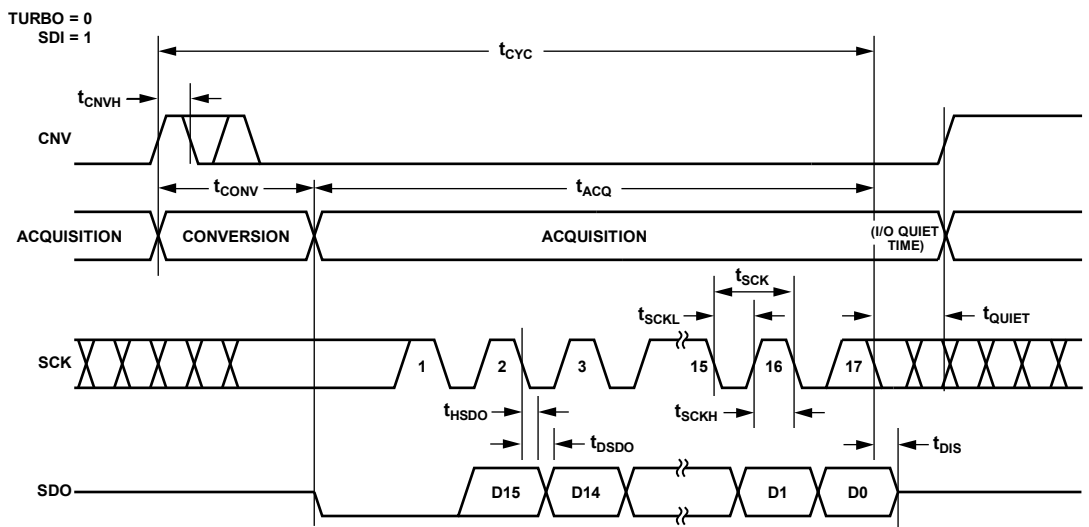 TURBO = 0
SDI = 1
tCYC
tCNVH
CNV
tCONV
tACQ
ACQUISITION
CONVERSION
ACQUISITION
(I/O QUIET
TIME)
tSCK
tSCKL
tQUIET
SCK
1
2
3
15
16
17
tHSDO
tSCKH
tDSDO
tDIS
SDO
D15
D14
D1
D0